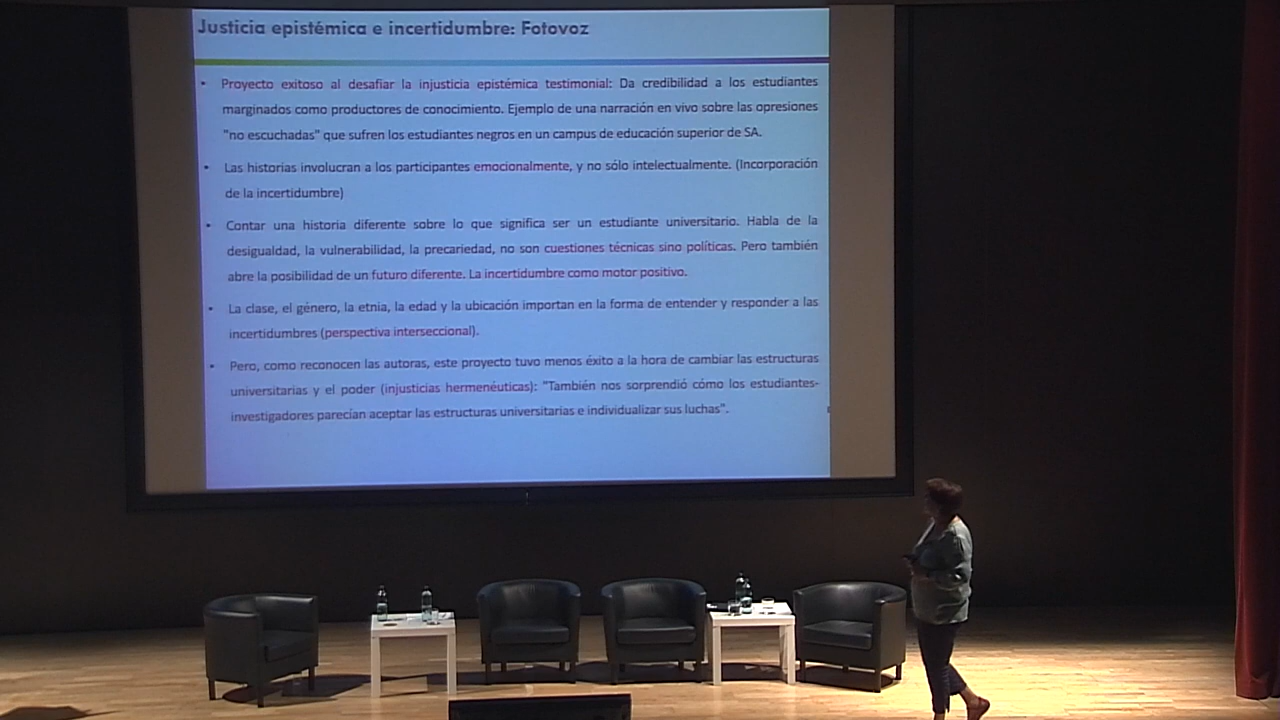 Justicia epistémica e incertidumbre: Fotovoz
• Proyecto exitoso al desafiar la injusticia epistémica testimonial: Da credibilidad a los estudiantes
marginados como productores de conocimiento. Ejemplo de una narración en vivo sobre las opresiones
"no escuchadas" que sufren los estudiantes negros en un campus de educación superior de SA.
• Las historias involucran a los participantes emocionalmente, y no sólo intelectualmente. (Incorporación
de la incertidumbre)
• Contar una historia diferente sobre lo que significa ser un estudiante universitario. Habla de la
desigualdad, la vulnerabilidad, la precariedad, no son cuestiones técnicas sino políticas. Pero también
abre la posibilidad de un futuro diferente. La incertidumbre como motor positivo.
• La clase, el género, la etnia, la edad y la ubicación importan en la forma de entender y responder a las
incertidumbres (perspectiva interseccional).
• Pero, como reconocen las autoras, este proyecto tuvo menos éxito a la hora de cambiar las estructuras
universitarias y el poder (injusticias hermenéuticas): "También nos sorprendió cómo los estudiantes-
investigadores parecían aceptar las estructuras universitarias e individualizar sus luchas".